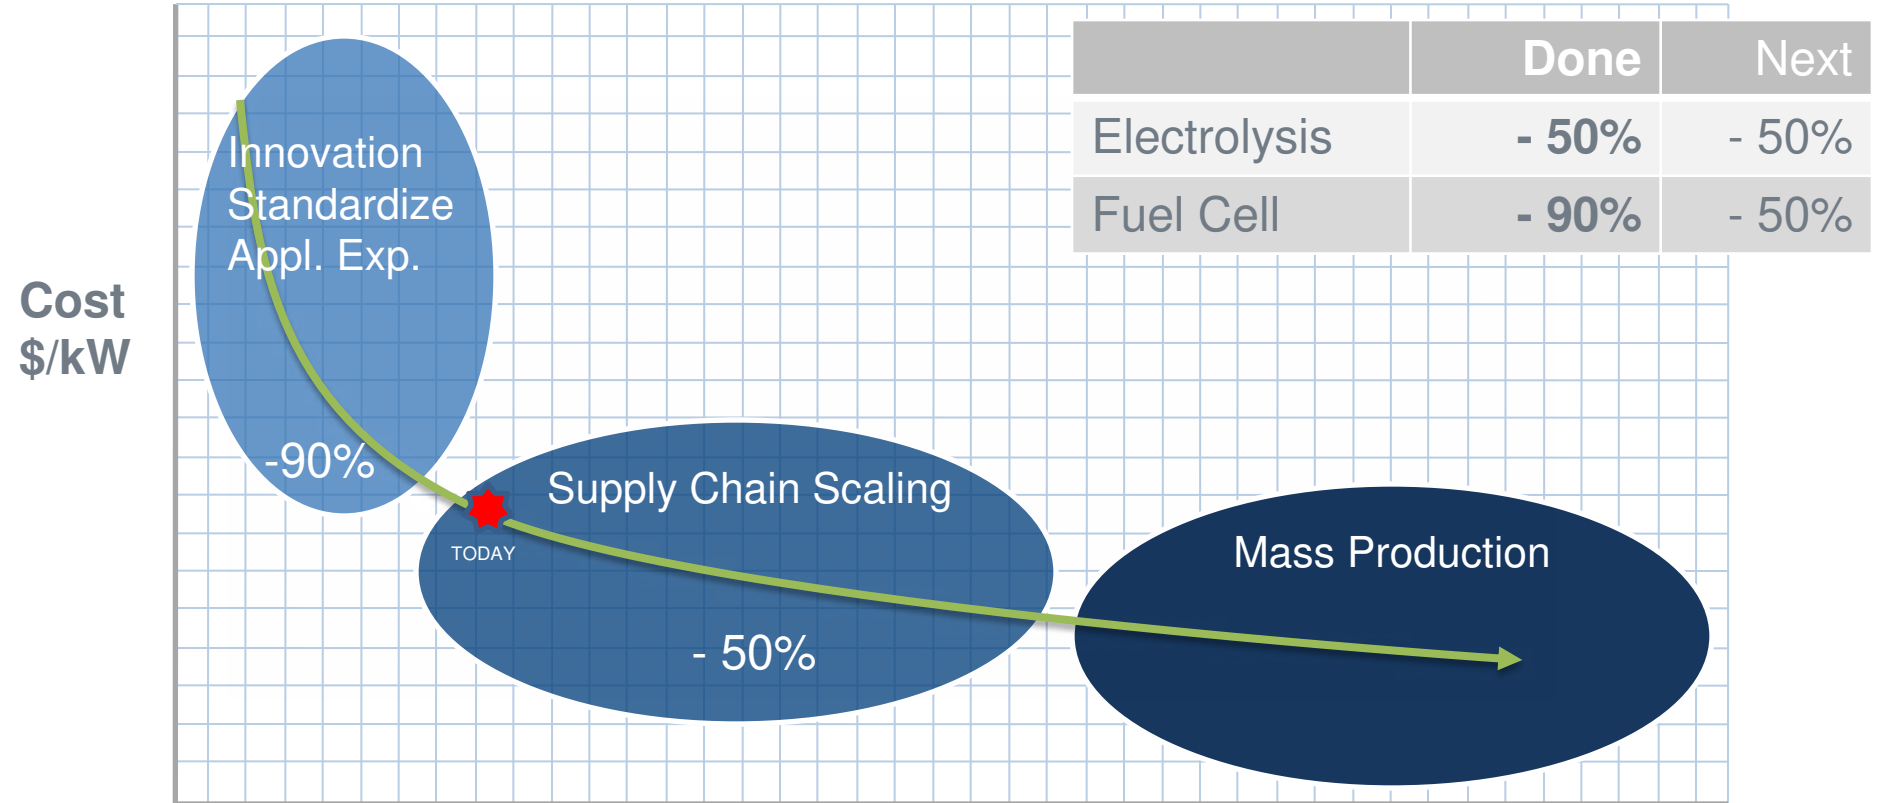 Cost
$/kW
Innovation
Standardize
Appl. Exp.
-90%
TODAY
Supply Chain Scaling
- 50%
Mass Production
Done Next
Electrolysis - 50% - 50%
Fuel Cell - 90% - 50%